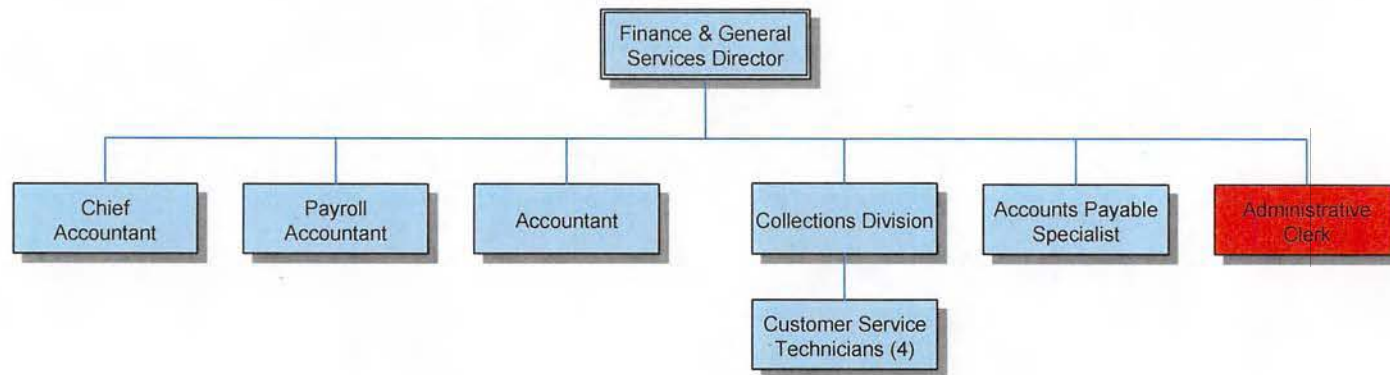 Finance & General
Services Director
Chief
Accountant
Payroll
Accountant
Accountant
Collections Division
Accounts Payable
Specialist
Administrative
Clerk
Customer Service
Technicians (4)